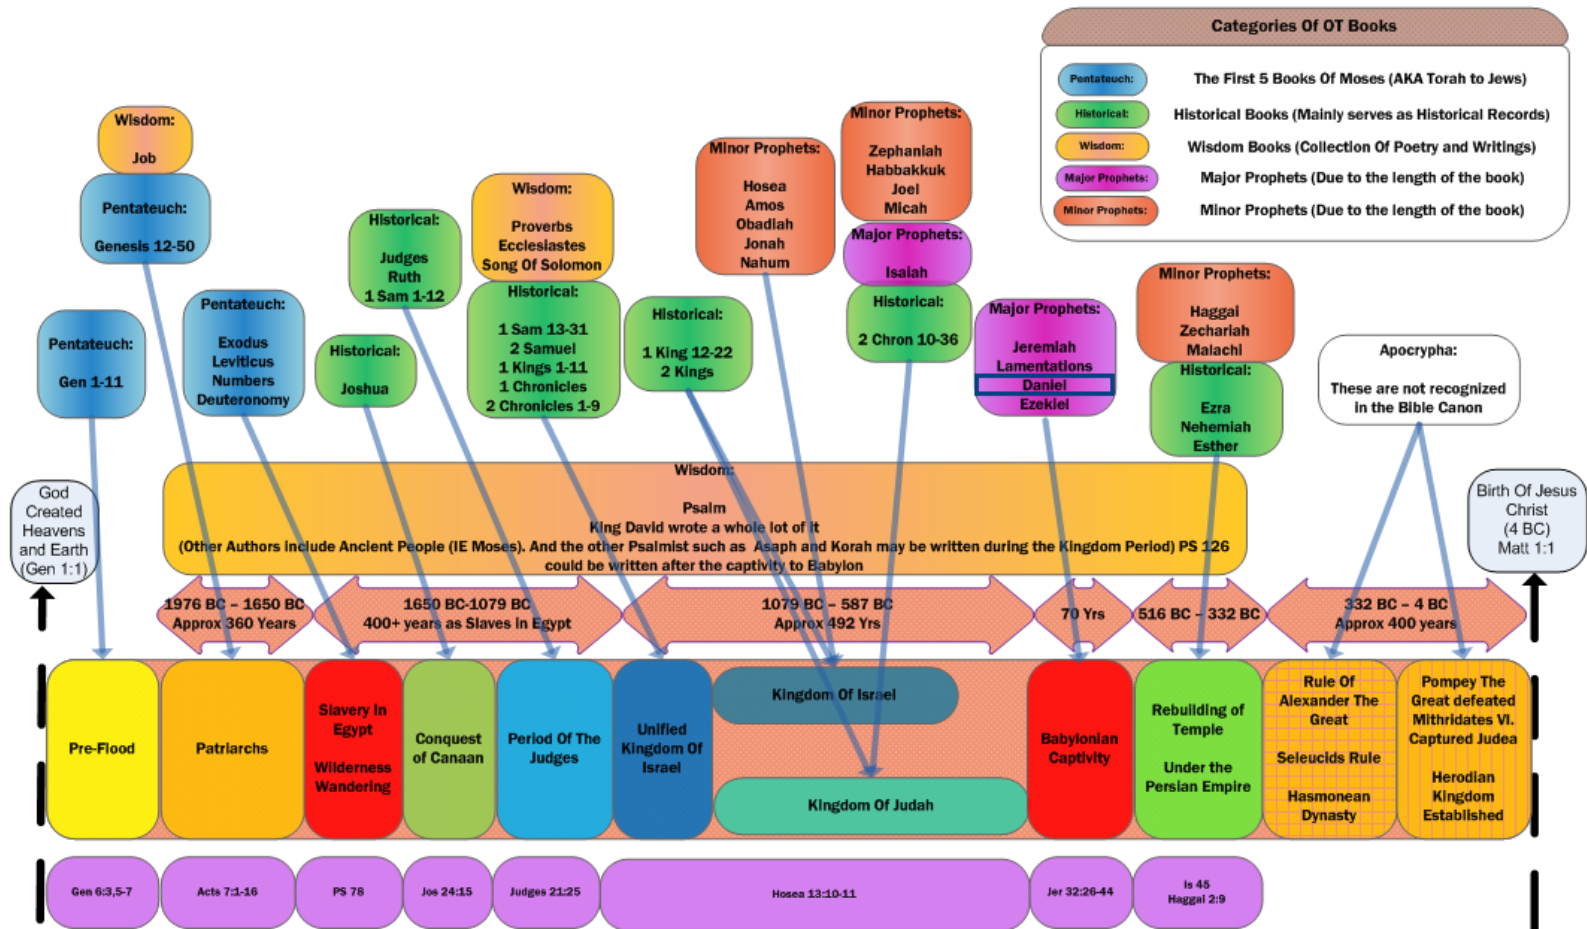 Categories Of OT Books
Pentateuch:
The First 5 Books Of Moses (AKA Torah to Jews)
Historical:
Historical Books (Mainly serves as Historical Records)
Wisdom:
Wisdom Books (Collection Of Poetry and Writings)
Major Prophets:
Major Prophets (Due to the length of the book)
Minor Prophets:
Minor Prophets (Due to the length of the book)
Wisdom:
Job
Pentateuch:
Genesis 12-50
Pentateuch:
Gen 1-11
Pentateuch:
Exodus
Leviticus
Numbers
Deuteronomy
Historical:
Joshua
Historical:
Judges
Ruth
1 Sam 1-12
Wisdom:
Proverbs
Ecclesiastes
Song Of Solomon
Historical:
1 Sam 13-31
2 Samuel
1 Kings 1-11
1 Chronicles
2 Chronicles 1-9
Historical:
1 King 12-22
2 Kings
Minor Prophets:
Hosea
Amos
Obadiah
Jonah
Nahum
Minor Prophets:
Zephaniah
Habbakkuk
Joel
Micah
Major Prophets:
Isaiah
Historical:
2 Chron 10-36
Major Prophets:
Jeremiah
Lamentations
Daniel
Ezekiel
Minor Prophets:
Haggai
Zechariah
Malachi
Historical:
Ezra
Nehemiah
Esther
Apocrypha:
These are not recognized
in the Bible Canon
God
Created
Heavens
and Earth
(Gen 1:1)
Wisdom:
Psalm
King David wrote a whole lot of it
(Other Authors include Ancient People (IE Moses). And the other Psalmist such as Asaph and Korah may be written during the Kingdom Period) PS 126
could be written after the captivity to Babylon
Birth Of Jesus
Christ
(4 BC)
Matt 1:1
1976 BC – 1650 BC
Approx 360 Years
1650 BC-1079 BC
400+ years as Slaves in Egypt
1079 BC – 587 BC
Approx 492 Yrs
70 Yrs
516 BC – 332 BC
332 BC – 4 BC
Approx 400 years
Pre-Flood
Patriarchs
Slavery In
Egypt
Wilderness
Wandering
Conquest
of Canaan
Period Of The
Judges
Unified
Kingdom Of
Israel
Kingdom Of Israel
Kingdom Of Judah
Babylonian
Captivity
Rebuilding of
Temple
Under the
Persian Empire
Rule Of
Alexander The
Great
Seleucids Rule
Hasmonean
Dynasty
Pompey The
Great defeated
Mithridates VI.
Captured Judea
Herodian
Kingdom
Established
Gen 6:3,5-7
Acts 7:1-16
PS 78
Jos 24:15
Judges 21:25
Hosea 13:10-11
Jer 32:26-44
Is 45
Haggai 2:9